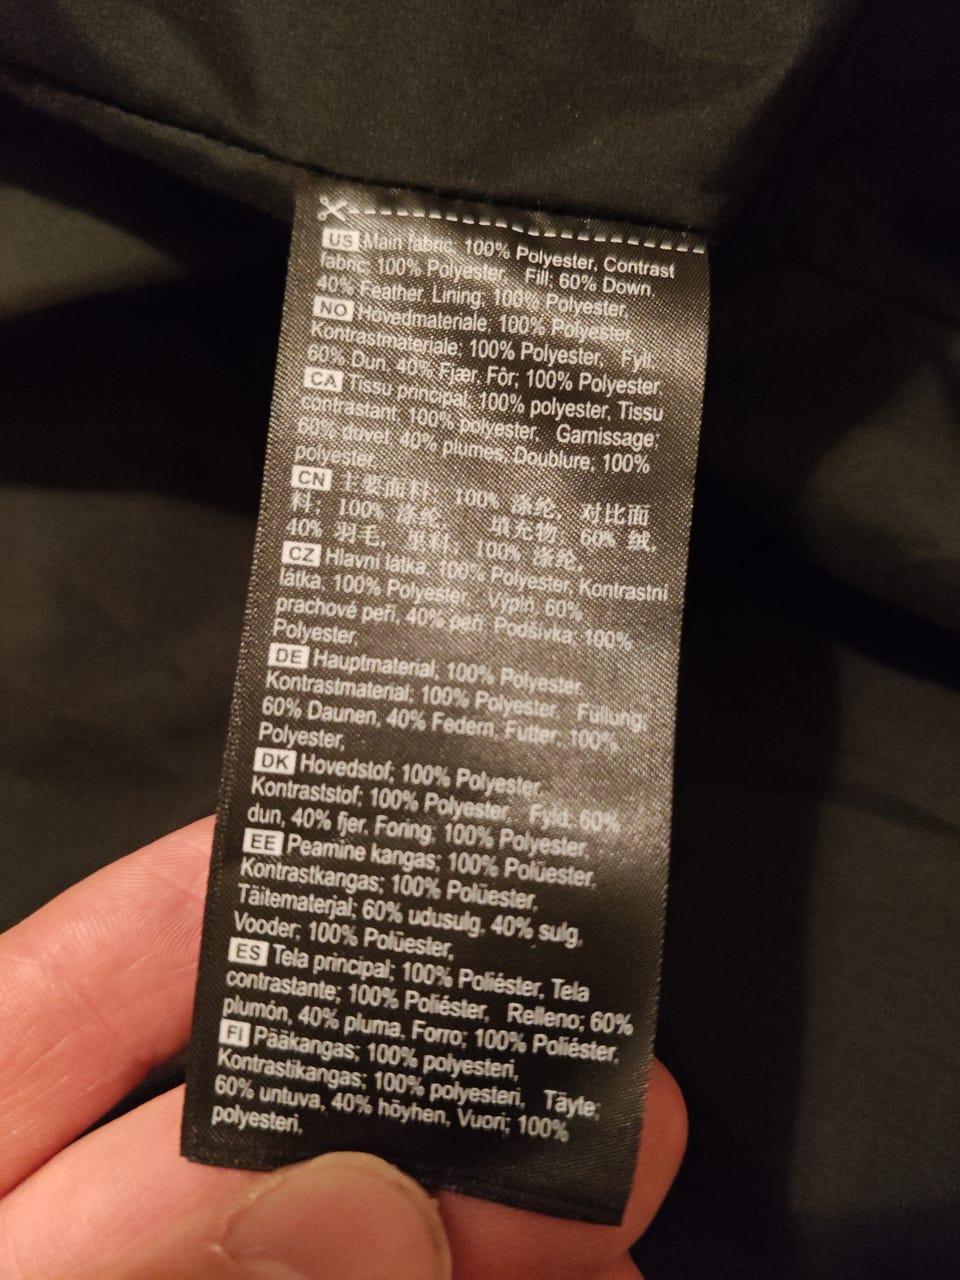 US Main fabric; 100% Polyester, Contrast
fabric; 100% Polyester, Fill; 60% Down,
40% Feather, Lining; 100% Polyester,
NO Hovedmateriale; 100% Polyester,
Kontrastmateriale; 100% Polyester, Fyll;
60% Dun, 40% Fjær, Fôr; 100% Polyester,
CA Tissu principal; 100% polyester, Tissu
contrastant; 100% polyester, Garnissage;
60% duvet, 40% plumes, Doublure; 100%
polyester,
CN 主要面料; 100% 涤纶, 对比面
料; 100% 涤纶, 填充物; 60% 绒,
40% 羽毛, 里料; 100% 涤纶,
CZ Hlavní látka; 100% Polyester, Kontrastní
látka; 100% Polyester, Výplň; 60%
prachové peří, 40% peří, Podšívka; 100%
Polyester,
DE Hauptmaterial; 100% Polyester,
Kontrastmaterial; 100% Polyester, Füllung;
60% Daunen, 40% Federn, Futter; 100%
Polyester,
DK Hovedstof; 100% Polyester,
Kontraststof; 100% Polyester, Fyld; 60%
dun, 40% fjer, Foring; 100% Polyester,
EE Peamine kangas; 100% Polüester,
Kontrastkangas; 100% Polüester,
Täitematerjal; 60% udusulg, 40% sulg,
Vooder; 100% Polüester,
ES Tela principal; 100% Poliéster, Tela
contrastante; 100% Poliéster, Relleno; 60%
plumón, 40% pluma, Forro; 100% Poliéster,
FI Pääkangas; 100% polyesteri,
Kontrastikangas; 100% polyesteri, Täyte;
60% untuva, 40% höyhen, Vuori; 100%
polyesteri,